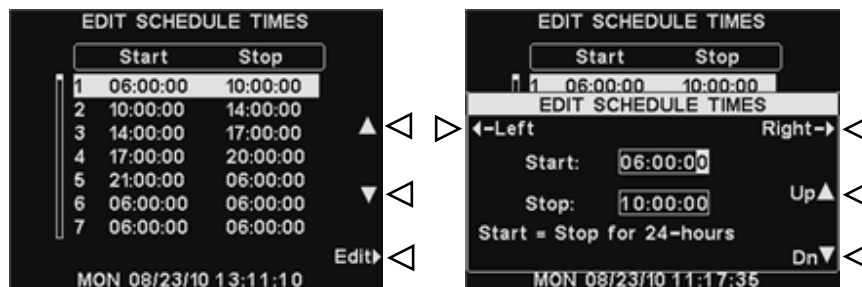 EDIT SCHEDULE TIMES
Start Stop
1 06:00:00 10:00:00
2 10:00:00 14:00:00
3 14:00:00 17:00:00
4 17:00:00 20:00:00
5 21:00:00 06:00:00
6 06:00:00 06:00:00
7 06:00:00 06:00:00
Edit
MON 08/23/10 13:11:10
EDIT SCHEDULE TIMES
Start Stop
1 06:00:00 10:00:00
EDIT SCHEDULE TIMES
←-Left Right-→
Start: 06:00:00
Up▲
Stop: 10:00:00
Start = Stop for 24-hours
Dn▼
MON 08/23/10 11:17:35